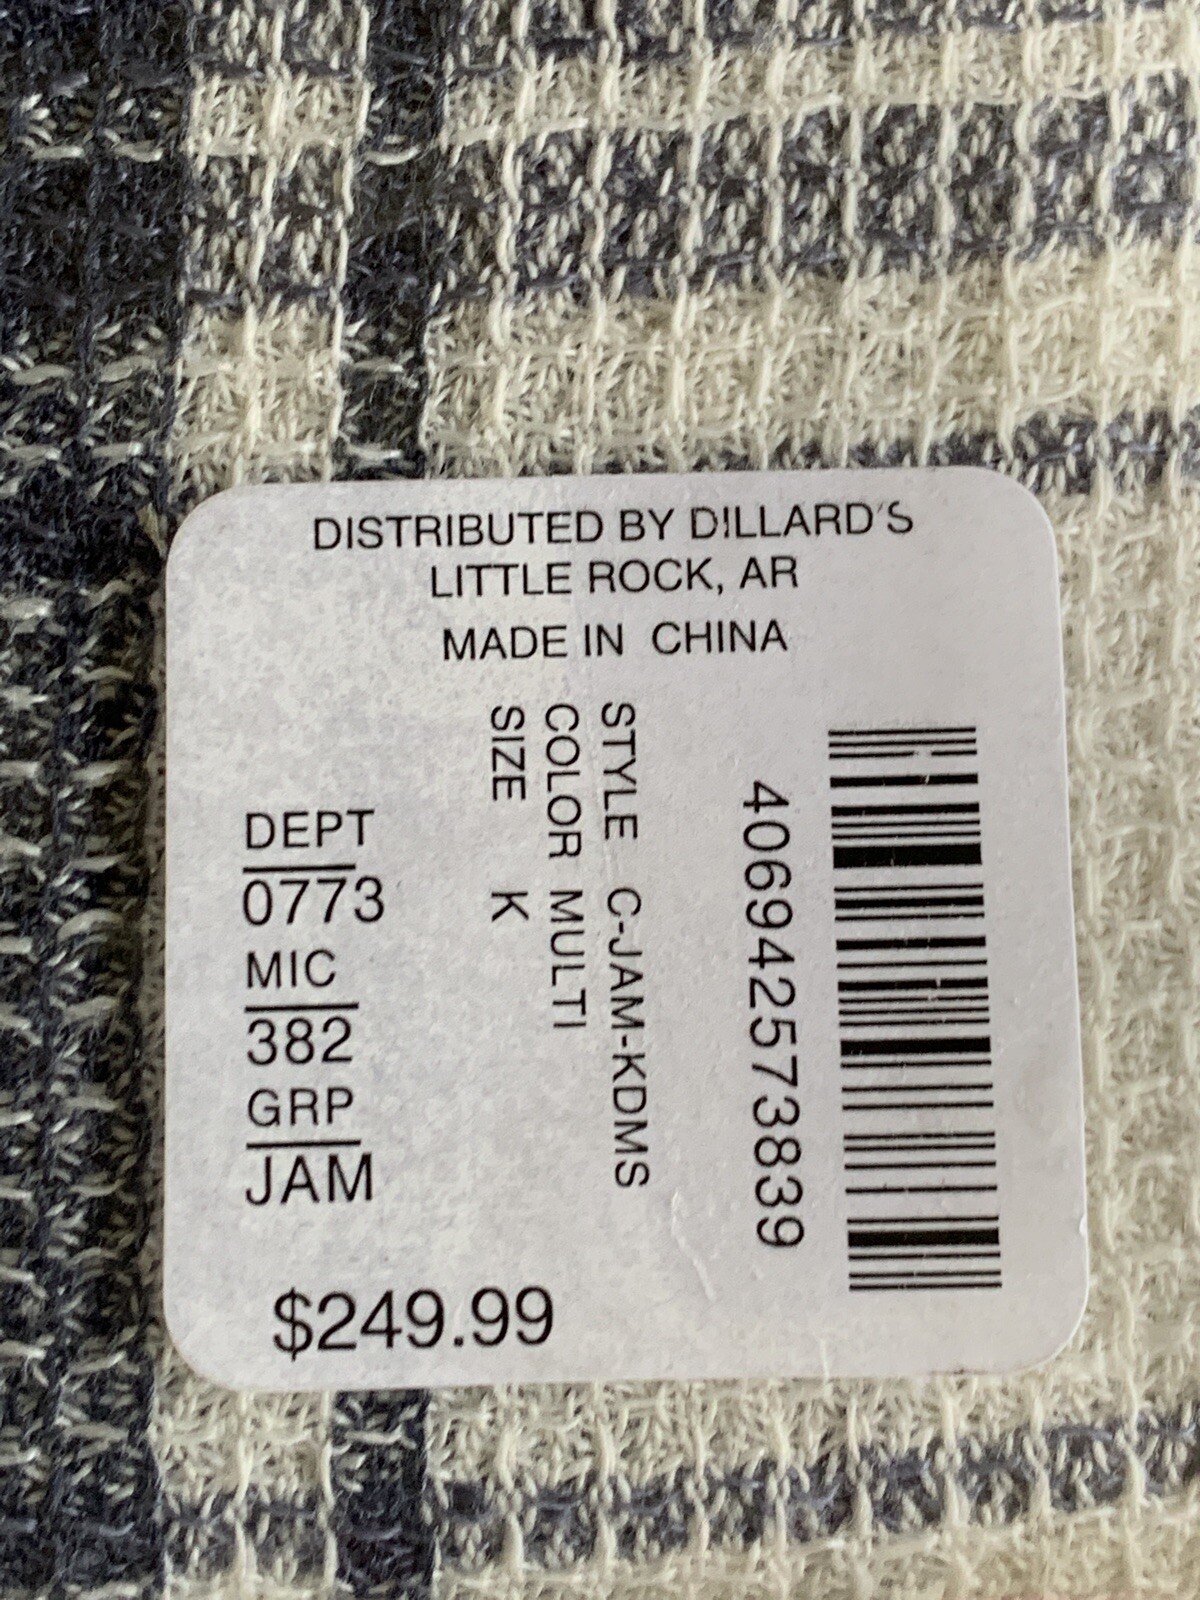 DISTRIBUTED BY DILLARD'S
LITTLE ROCK, AR
MADE IN CHINA
406942573839
STYLE C-JAM-KDMS
COLOR MULTI
SIZE K
DEPT
0773
MIC
382
GRP
JAM
$249.99